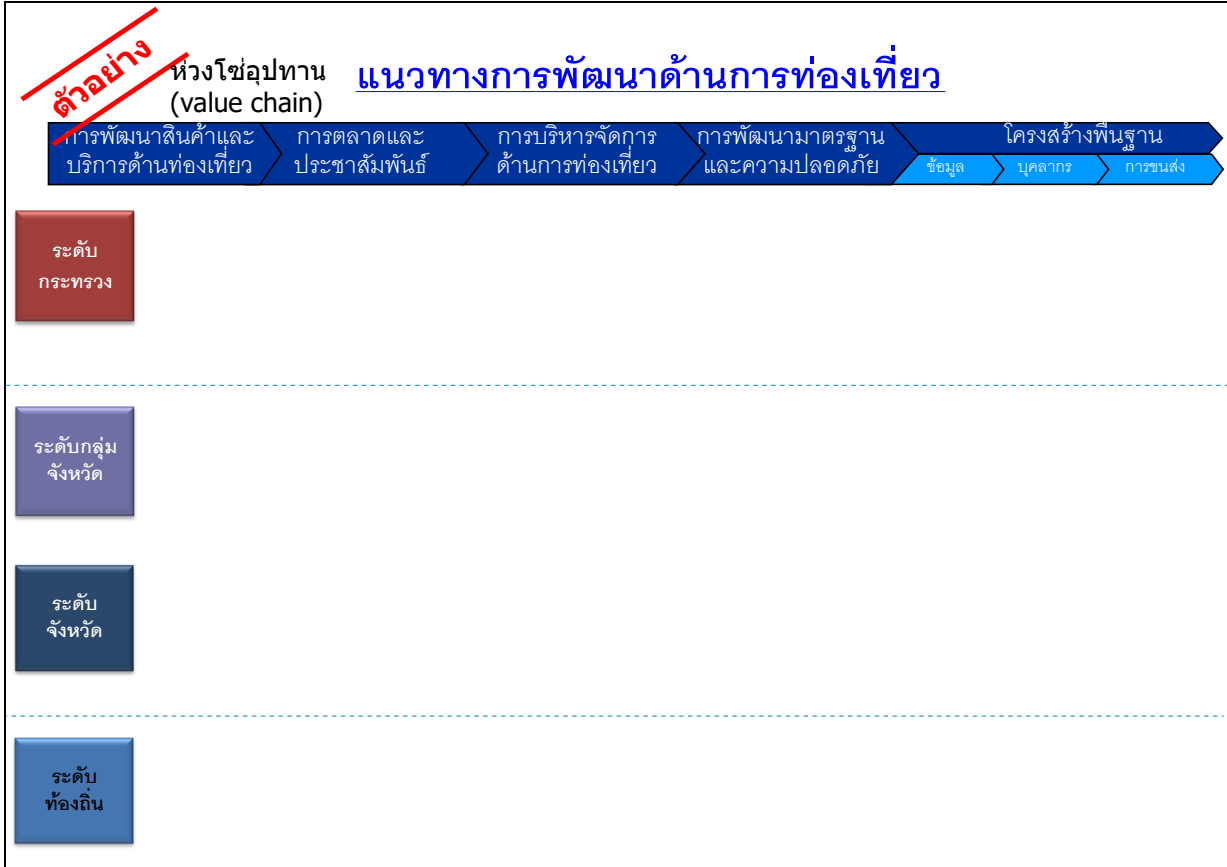 ตัวอย่าง
ห่วงโซ่อุปทาน
(value chain)
แนวทางการพัฒนาด้านการท่องเที่ยว
การพัฒนาสินค้าและ
บริการด้านท่องเที่ยว
การตลาดและ
ประชาสัมพันธ์
การบริหารจัดการ
ด้านการท่องเที่ยว
การพัฒนามาตรฐาน
และความปลอดภัย
โครงสร้างพื้นฐาน
ข้อมูล
บุคลากร
การขนส่ง
ระดับ
กระทรวง
ระดับกลุ่ม
จังหวัด
ระดับ
จังหวัด
ระดับ
ท้องถิ่น